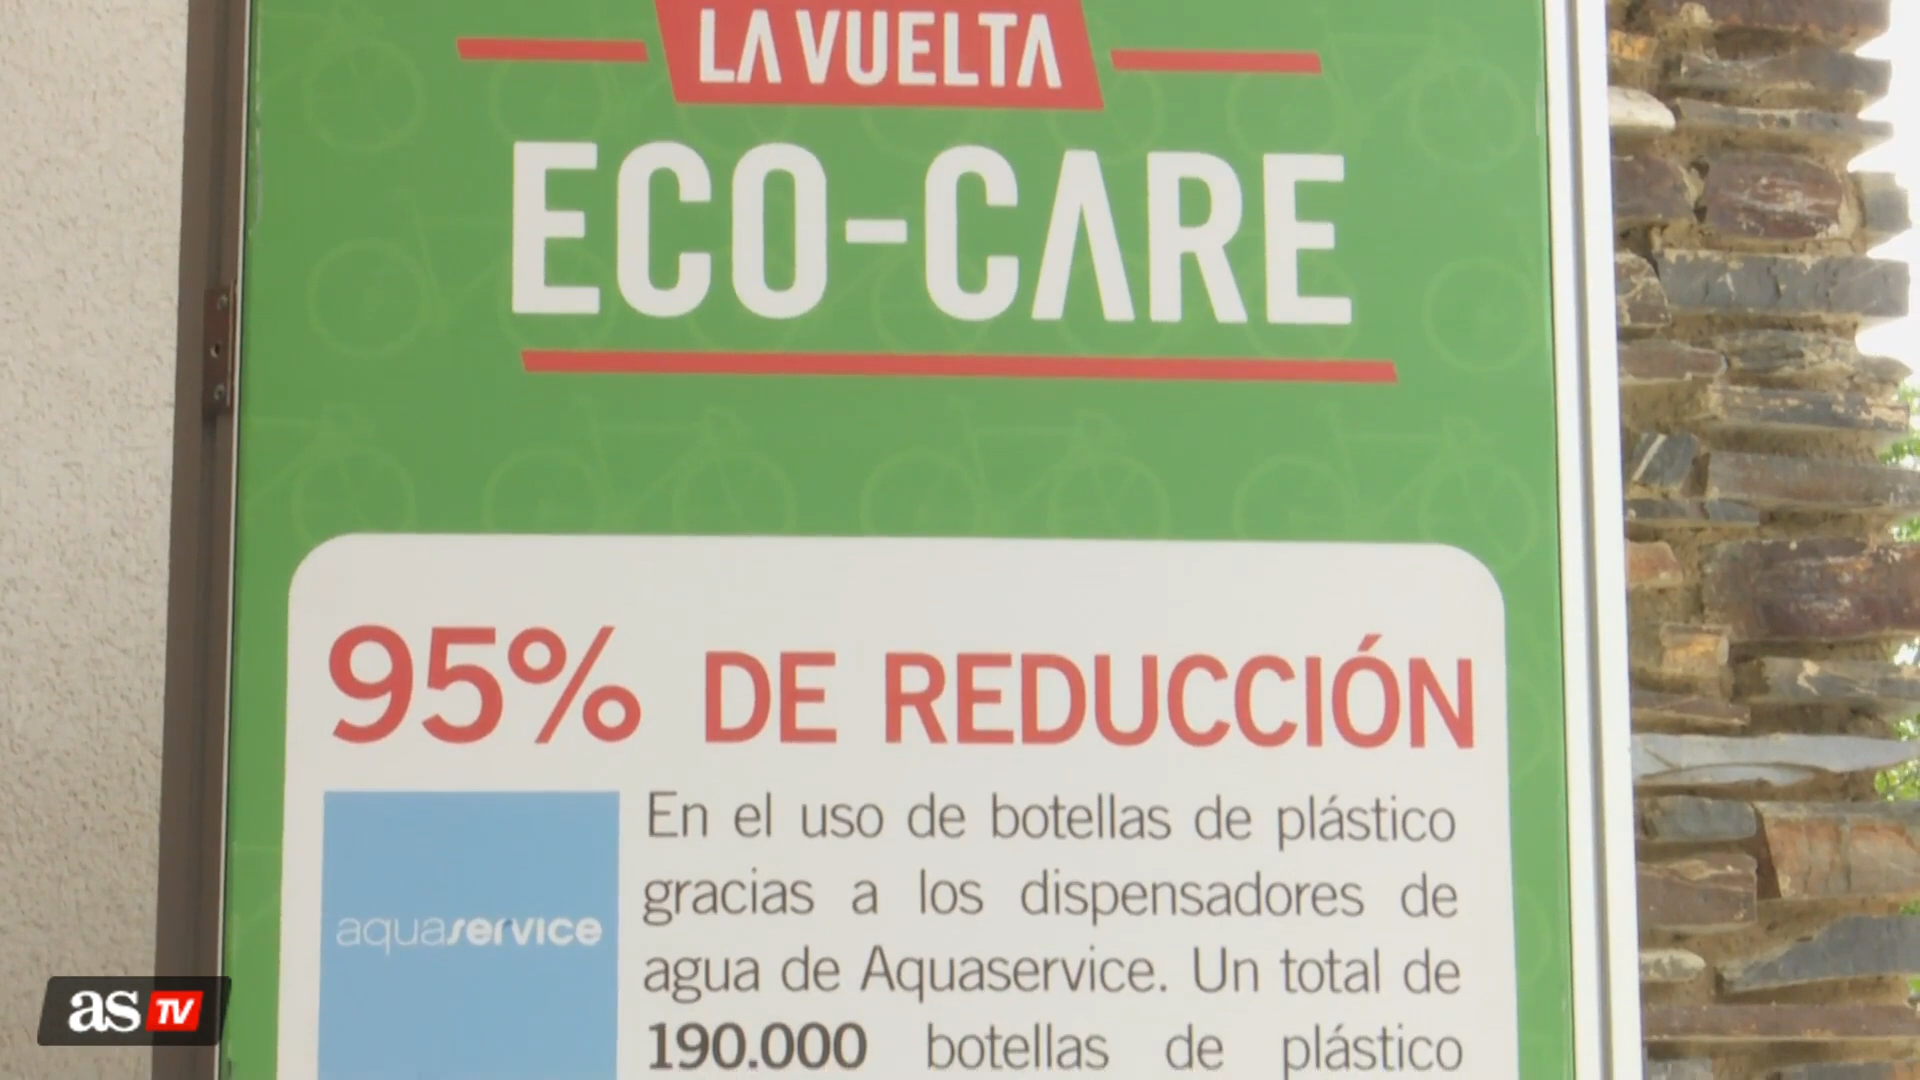 LA VUELTA
ECO-CARE
95% DE REDUCCIÓN
En el uso de botellas de plástico
gracias a los dispensadores de
agua de Aquaservice. Un total de
190.000 botellas de plástico
aquaservice
as TV